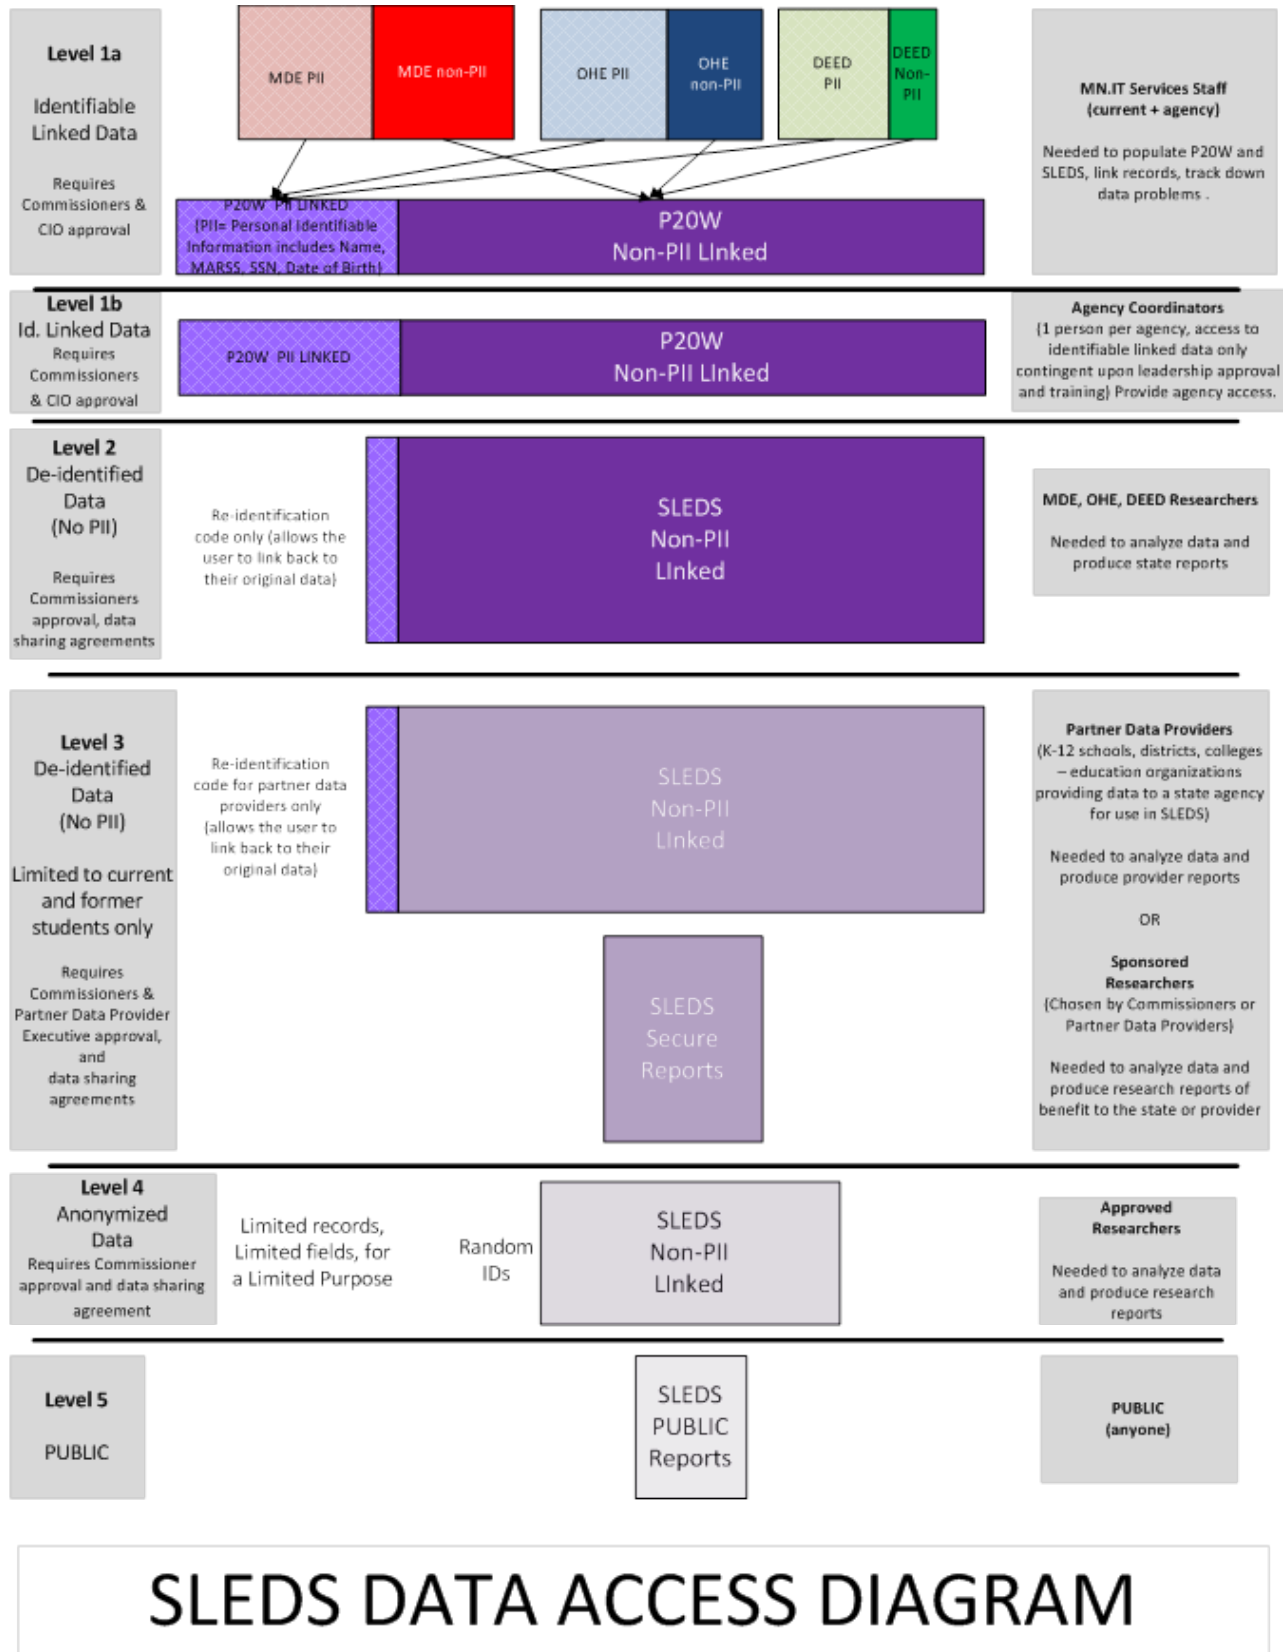 Level 1a
Identifiable
Linked Data
Requires
Commissioners &
CIO approval
MDE PII
MDE non-PII
OHE PII
OHE
non-PII
DEED
PII
DEED
Non-
PII
MN.IT Services Staff
(current + agency)
Needed to populate P20W and
SLEDS, link records, track down
data problems .
P20W PII LINKED
(PII= Personal Identifiable
Information includes Name,
MARSS, SSN, Date of Birth)
P20W
Non-PII LInked
Level 1b
Id. Linked Data
Requires
Commissioners
& CIO approval
P20W PII LINKED
P20W
Non-PII LInked
Agency Coordinators
(1 person per agency, access to
identifiable linked data only
contingent upon leadership approval
and training) Provide agency access.
Level 2
De-identified
Data
(No PII)
Requires
Commissioners
approval, data
sharing agreements
Re-identification
code only (allows the
user to link back to
their original data)
SLEDS
Non-PII
LInked
MDE, OHE, DEED Researchers
Needed to analyze data and
produce state reports
Level 3
De-identified
Data
(No PII)
Limited to current
and former
students only
Requires
Commissioners &
Partner Data Provider
Executive approval,
and
data sharing
agreements
Re-identification
code for partner data
providers only
(allows the user to
link back to their
original data)
SLEDS
Non-PII
LInked
SLEDS
Secure
Reports
Partner Data Providers
(K-12 schools, districts, colleges
– education organizations
providing data to a state agency
for use in SLEDS)
Needed to analyze data and
produce provider reports
OR
Sponsored
Researchers
(Chosen by Commissioners or
Partner Data Providers)
Needed to analyze data and
produce research reports of
benefit to the state or provider
Level 4
Anonymized
Data
Requires Commissioner
approval and data sharing
agreement
Limited records,
Limited fields, for
a Limited Purpose
Random
IDs
SLEDS
Non-PII
LInked
Approved
Researchers
Needed to analyze data
and produce research
reports
Level 5
PUBLIC
SLEDS
PUBLIC
Reports
PUBLIC
(anyone)
SLEDS DATA ACCESS DIAGRAM